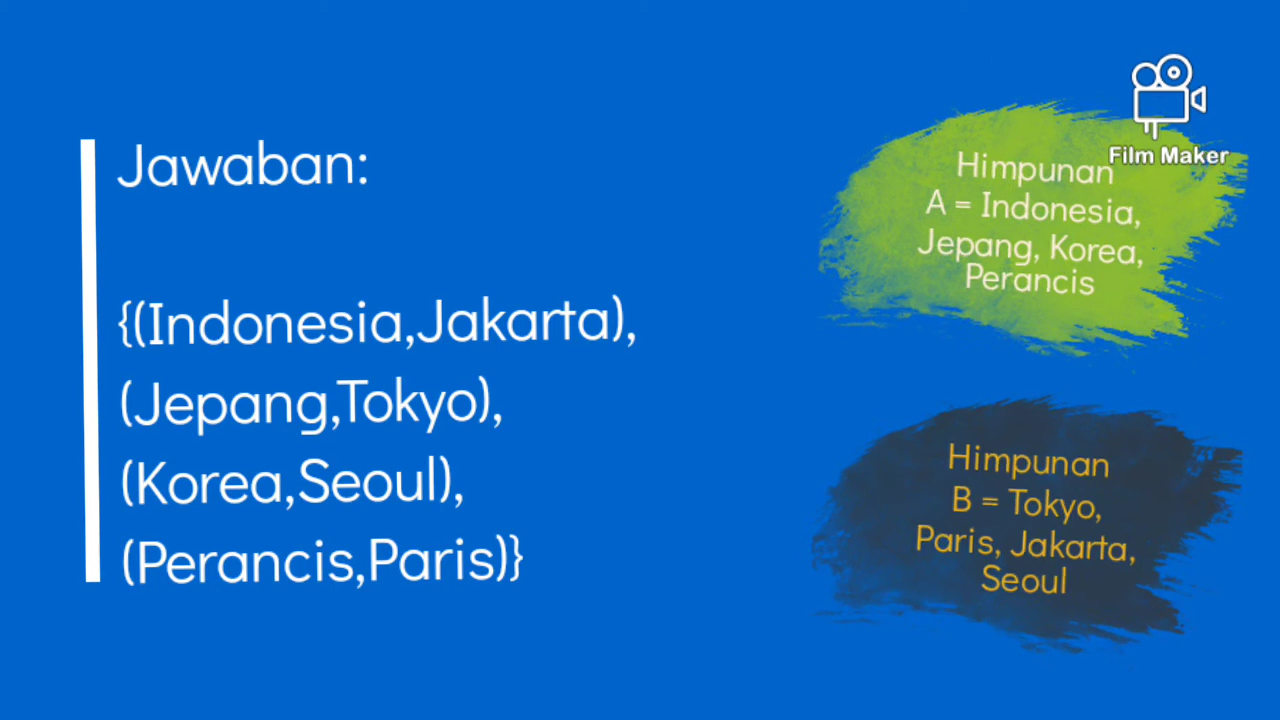 Jawaban:
{(Indonesia,Jakarta),
(Jepang,Tokyo),
(Korea,Seoul),
(Perancis,Paris)}
Film Maker
Himpunan
A = Indonesia,
Jepang, Korea,
Perancis
Himpunan
B = Tokyo,
Paris, Jakarta,
Seoul